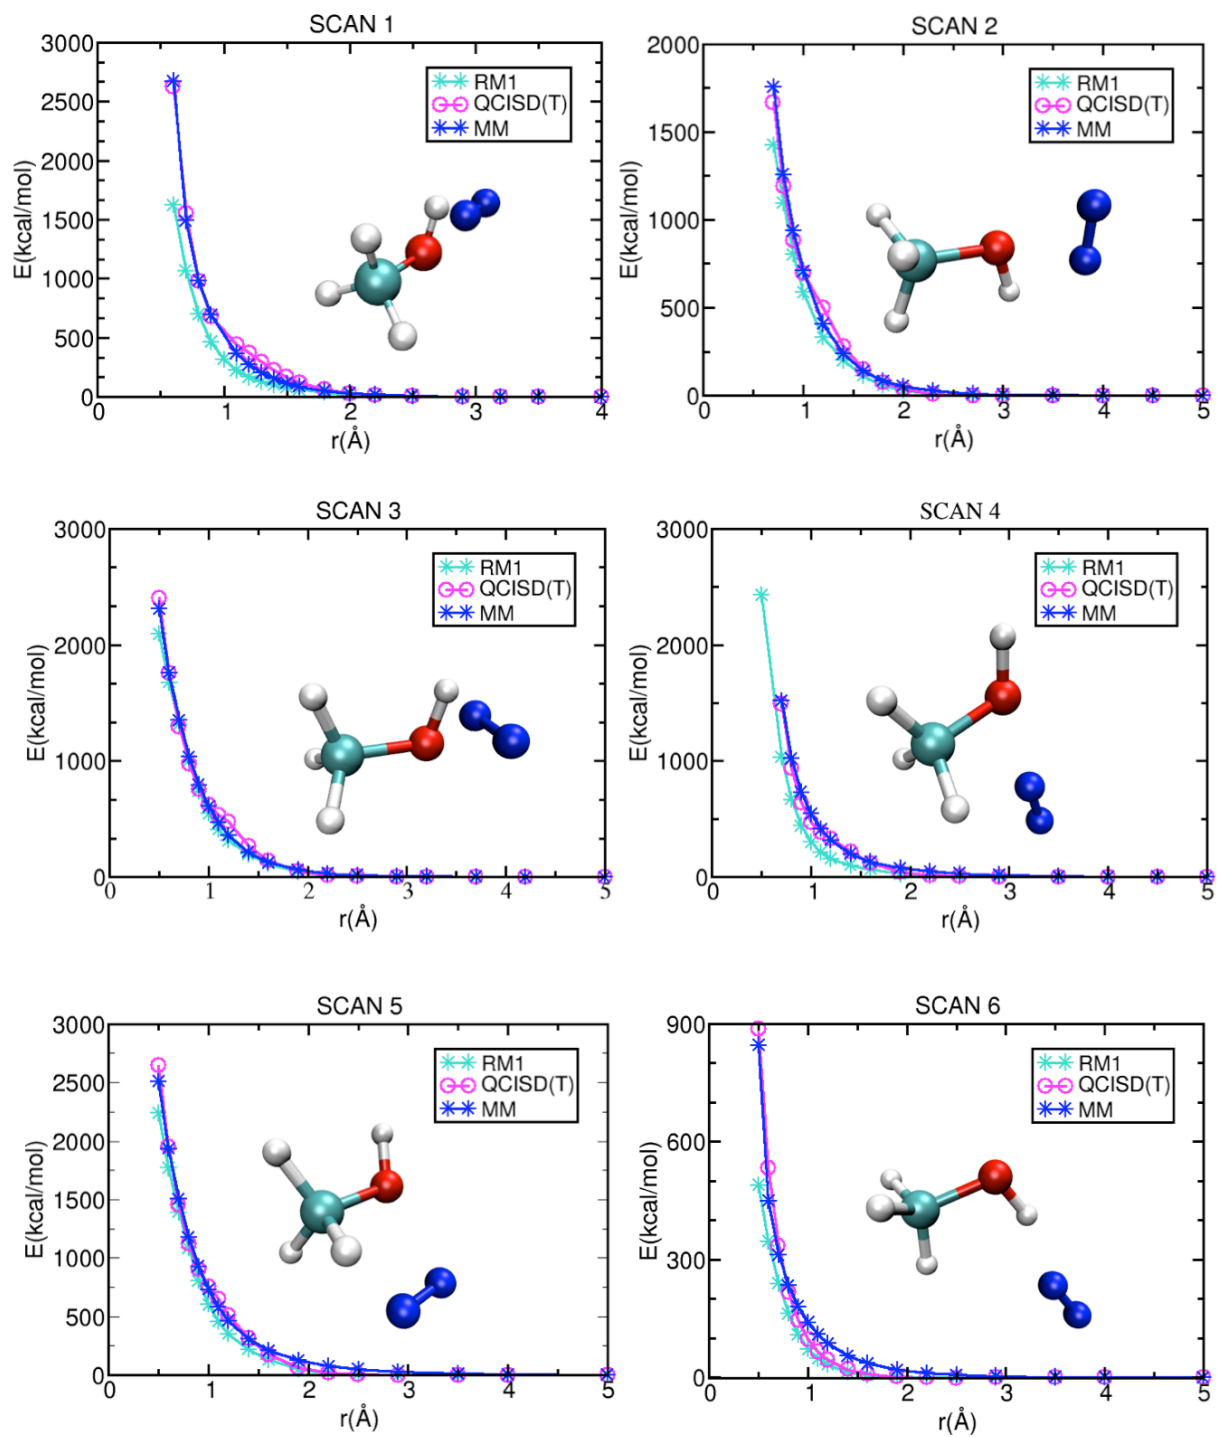 SCAN 1
3000
2500
2000
1500
1000
500
0
E(kcal/mol)
RM1
QCISD(T)
MM
0 1 2 3 4
r(Å)
SCAN 2
2000
1500
1000
500
0
E(kcal/mol)
RM1
QCISD(T)
MM
0 1 2 3 4 5
r(Å)
SCAN 3
3000
2000
1000
0
E(kcal/mol)
RM1
QCISD(T)
MM
0 1 2 3 4 5
r(Å)
SCAN 4
3000
2000
1000
0
E(kcal/mol)
RM1
QCISD(T)
MM
0 1 2 3 4 5
r(Å)
SCAN 5
3000
2500
2000
1500
1000
500
0
E(kcal/mol)
RM1
QCISD(T)
MM
0 1 2 3 4 5
r(Å)
SCAN 6
900
600
300
0
E(kcal/mol)
RM1
QCISD(T)
MM
0 1 2 3 4 5
r(Å)